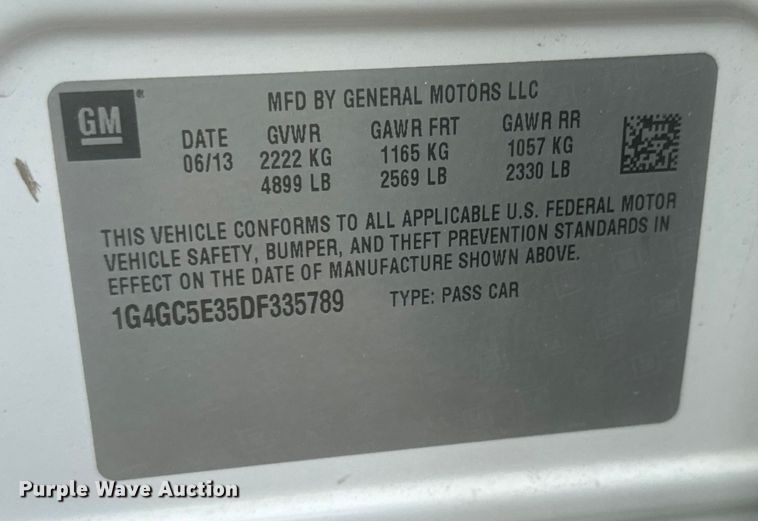 GM®
MFD BY GENERAL MOTORS LLC
DATE GVWR GAWR FRT GAWR RR
06/13 2222 KG 1165 KG 1057 KG
4899 LB 2569 LB 2330 LB
THIS VEHICLE CONFORMS TO ALL APPLICABLE U.S. FEDERAL MOTOR
VEHICLE SAFETY, BUMPER, AND THEFT PREVENTION STANDARDS IN
EFFECT ON THE DATE OF MANUFACTURE SHOWN ABOVE.
1G4GC5E35DF335789 TYPE: PASS CAR
Purple Wave Auction